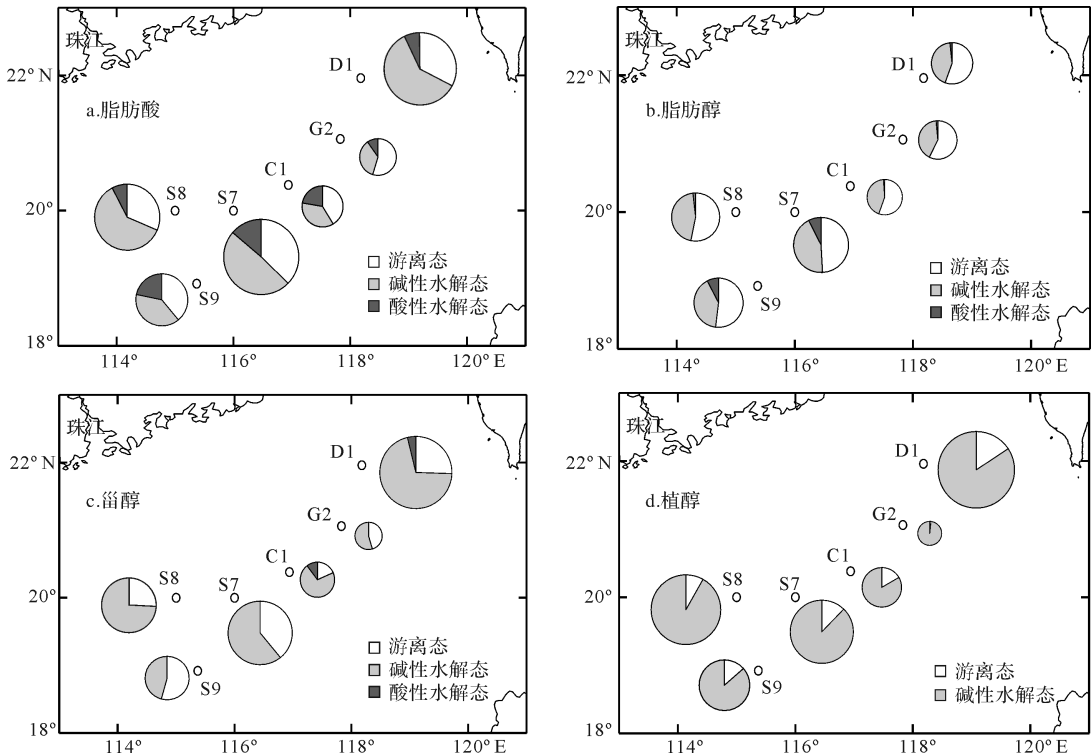 珠江
22° N
D1
a.脂肪酸
G2
C1
S8
S7
20°
游离态
碱性水解态
S9
酸性水解态
18°
114°
116°
118°
120° E
珠江
22° N
D1
b.脂肪醇
G2
C1
S8
S7
20°
游离态
碱性水解态
S9
酸性水解态
18°
114°
116°
118°
120° E
珠江
22° N
D1
c.甾醇
G2
C1
S8
S7
20°
游离态
碱性水解态
S9
酸性水解态
18°
114°
116°
118°
120° E
珠江
22° N
D1
d.植醇
G2
C1
S8
S7
20°
游离态
S9
碱性水解态
18°
114°
116°
118°
120° E